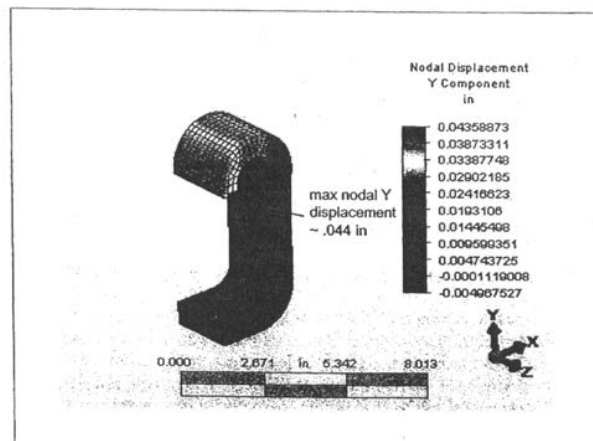 Nodal Displacement
Y Component
in
0.04358873
0.03873311
0.03387748
0.02902185
0.02416623
0.0193106
0.01445498
0.009599351
0.004743725
-0.0001119008
-0.004967527
max nodal Y
displacement
~ .044 in
Y
X
Z
0.000 2.671 in. 5.342 8.013